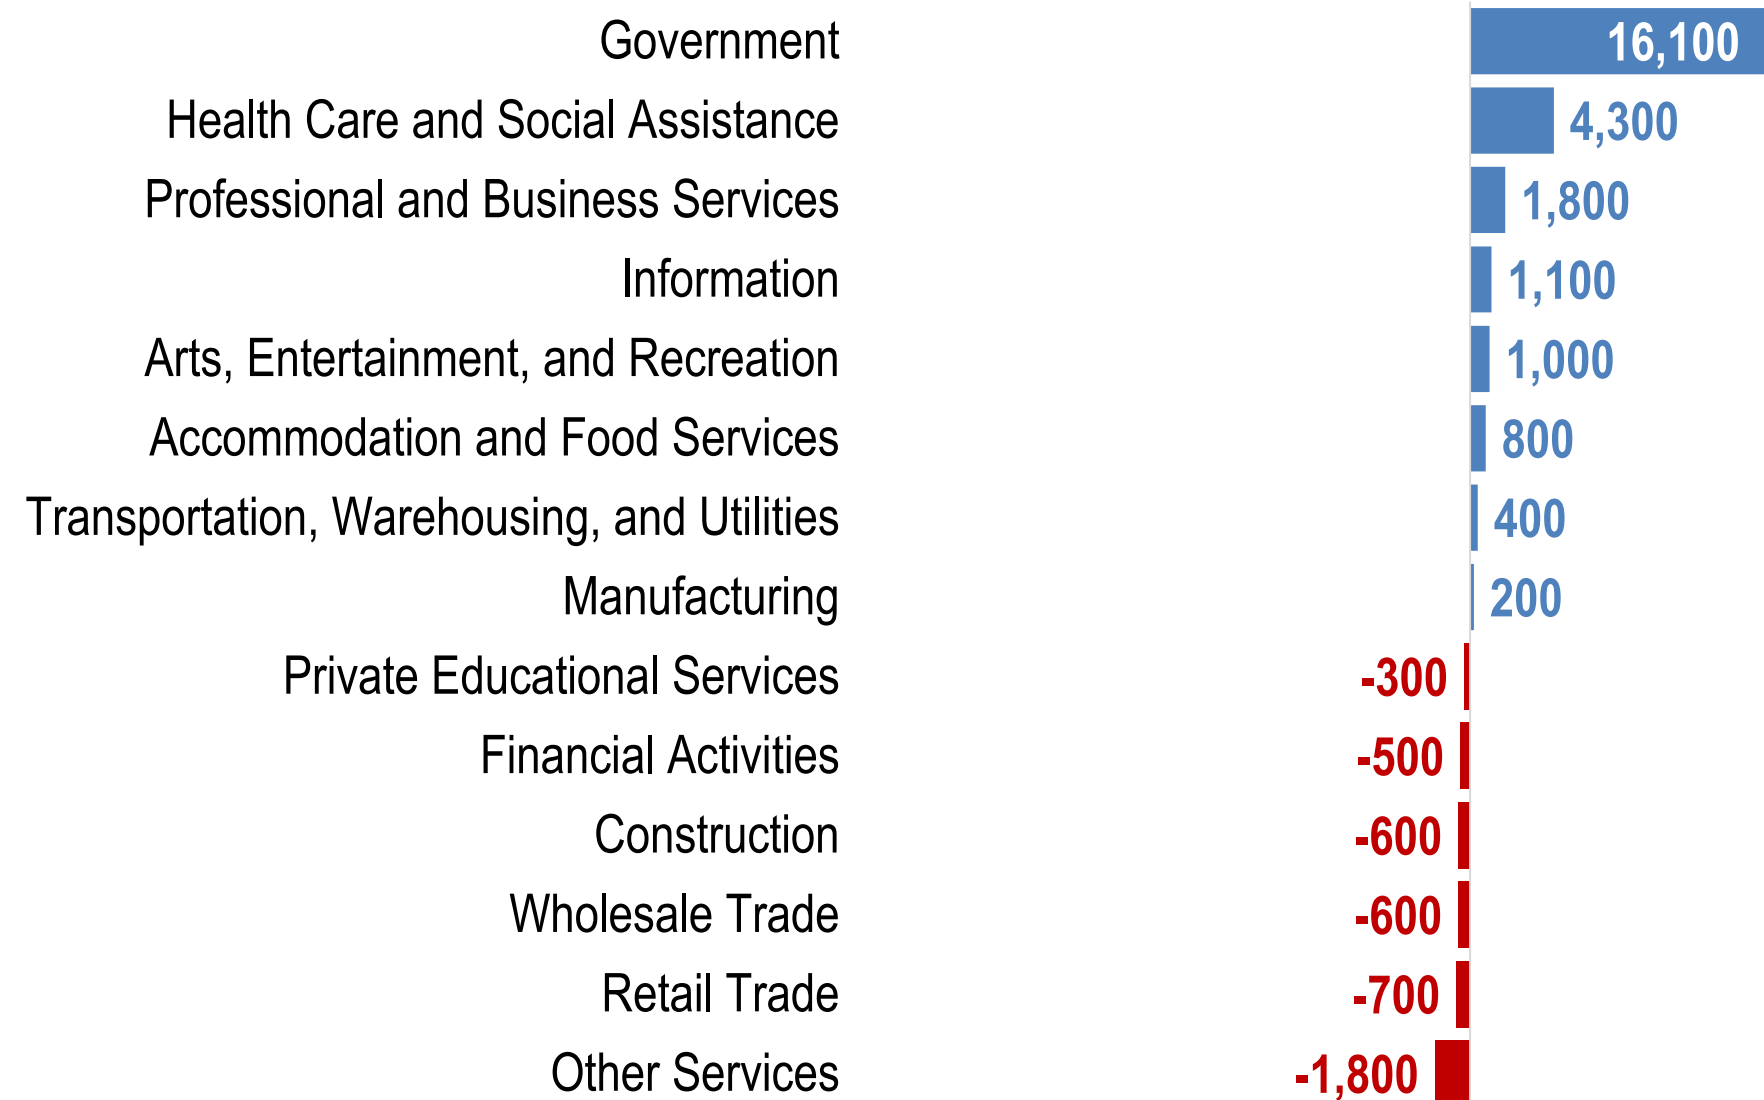 Government 16,100
Health Care and Social Assistance 4,300
Professional and Business Services 1,800
Information 1,100
Arts, Entertainment, and Recreation 1,000
Accommodation and Food Services 800
Transportation, Warehousing, and Utilities 400
Manufacturing 200
Private Educational Services -300
Financial Activities -500
Construction -600
Wholesale Trade -600
Retail Trade -700
Other Services -1,800